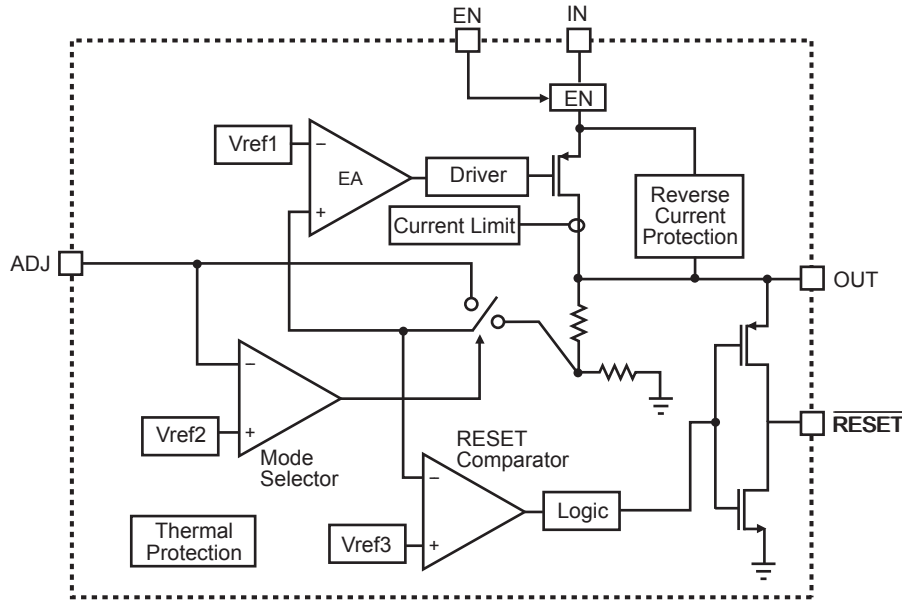 EN
IN
EN
Vref1
−
EA
+
Driver
Current Limit
Reverse
Current
Protection
ADJ
OUT
−
Vref2
+
Mode
Selector
RESET
Comparator
−
Vref3
+
Logic
RESET
Thermal
Protection